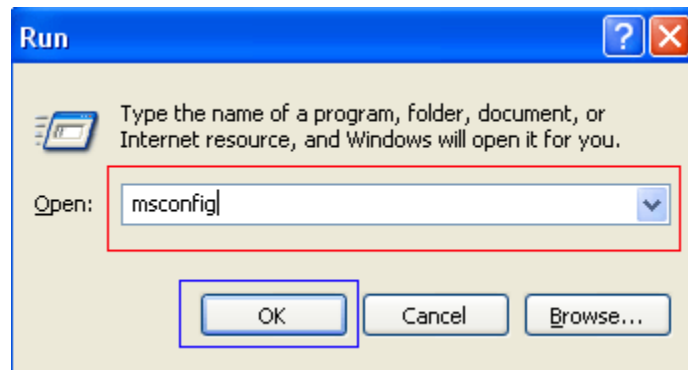 Run
Type the name of a program, folder, document, or
Internet resource, and Windows will open it for you.
Open: msconfig
OK Cancel Browse...